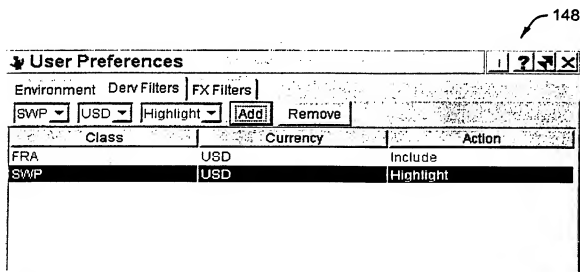 148
User Preferences
Environment Derv Filters FX Filters
SWP USD Highlight Add Remove
Class Currency Action
FRA USD Include
SWP USD Highlight